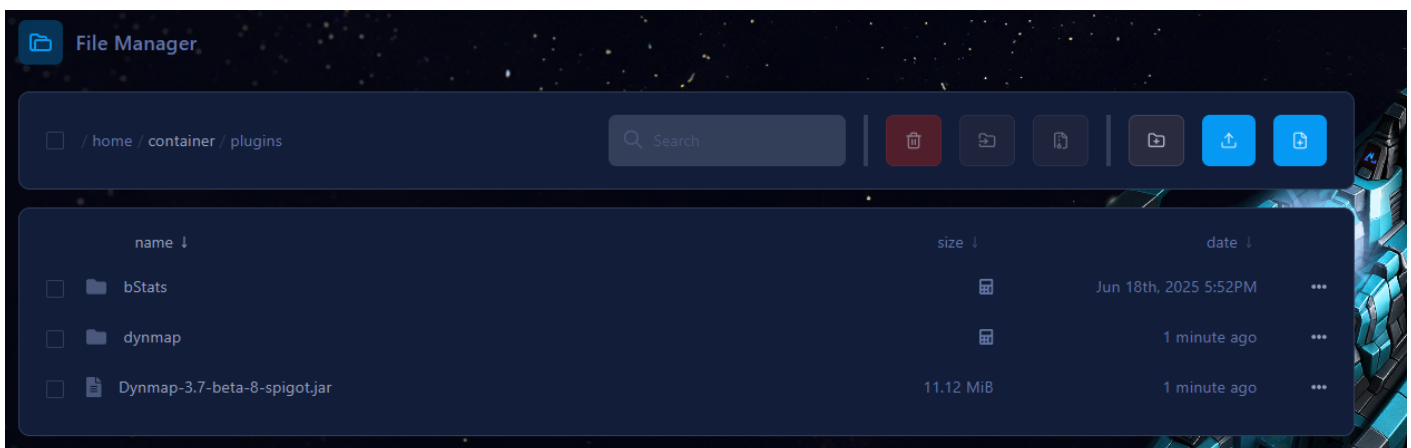 File Manager
/ home / container / plugins
Search
name ↓ size ↓ date ↓
bStats Jun 18th, 2025 5:52PM
dynmap 1 minute ago
Dynmap-3.7-beta-8-spigot.jar 11.12 MiB 1 minute ago